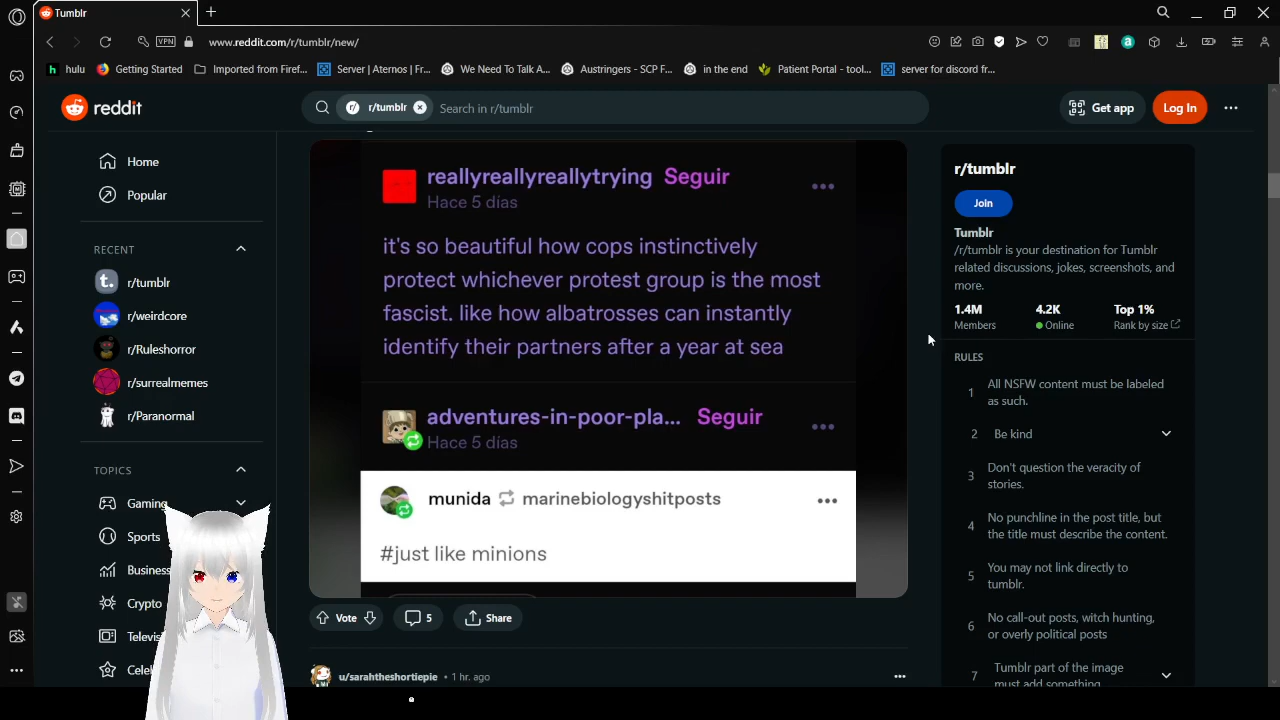 Tumblr
VPN
www.reddit.com/r/tumblr/new/
hulu
Getting Started
Imported from Firef...
Server | Aternos | Fr...
We Need To Talk A...
Austringers - SCP F...
in the end
Patient Portal - tool...
server for discord fr...
reddit
r/ r/tumblr
Search in r/tumblr
Get app
Log In
Home
Popular
RECENT
r/tumblr
r/weirdcore
r/Ruleshorror
r/surrealmemes
r/Paranormal
TOPICS
Gaming
Sports
Business
Crypto
Televis
Celeb
reallyreallyreallytrying Seguir
Hace 5 días
it's so beautiful how cops instinctively
protect whichever protest group is the most
fascist. like how albatrosses can instantly
identify their partners after a year at sea
adventures-in-poor-pla... Seguir
Hace 5 días
munida marinebiologyshitposts
#just like minions
Vote
5
Share
u/sarahtheshortiepie • 1 hr. ago
r/tumblr
Join
Tumblr
/r/tumblr is your destination for Tumblr
related discussions, jokes, screenshots, and
more.
1.4M 4.2K Top 1%
Members Online Rank by size
RULES
1 All NSFW content must be labeled
as such.
2 Be kind
3 Don't question the veracity of
stories.
4 No punchline in the post title, but
the title must describe the content.
5 You may not link directly to
tumblr.
6 No call-out posts, witch hunting,
or overly political posts
7 Tumblr part of the image
must add something